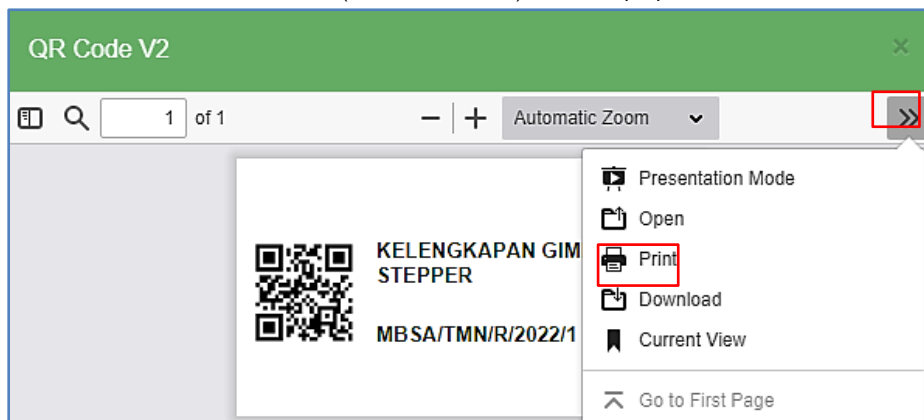 QR Code V2
1 of 1
Automatic Zoom
Presentation Mode
Open
Print
Download
Current View
Go to First Page
KELENGKAPAN GIM
STEPPER
MBSA/TMN/R/2022/1